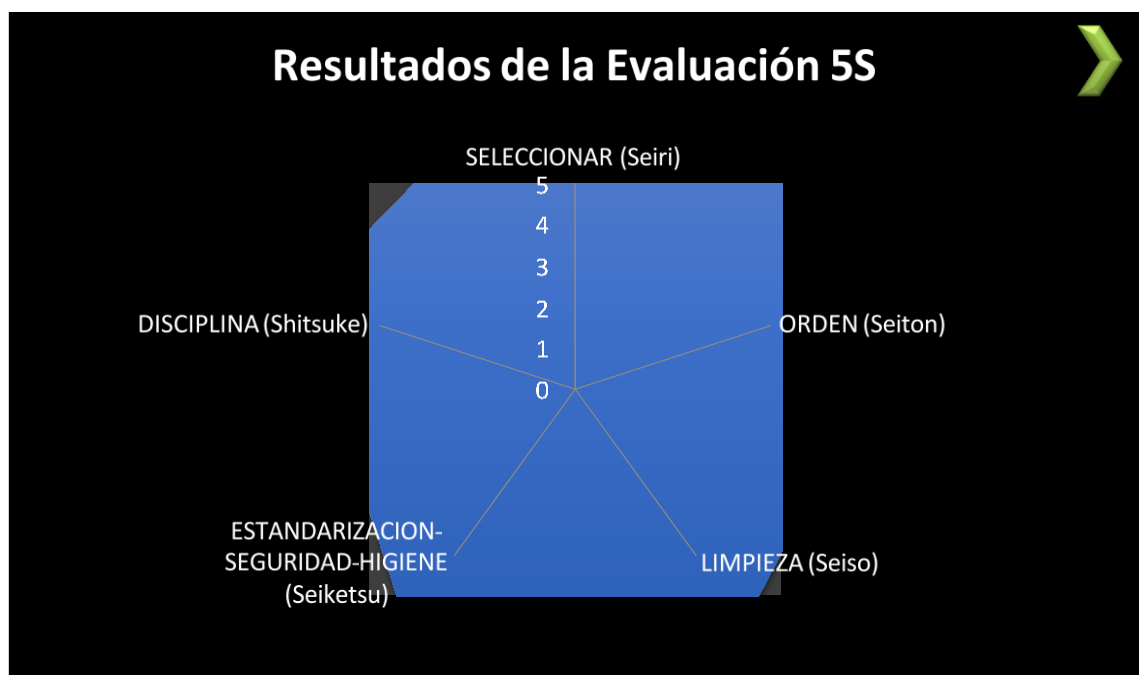 Resultados de la Evaluación 5S
SELECCIONAR (Seiri)
5
4
3
2
1
0
DISCIPLINA (Shitsuke)
ORDEN (Seiton)
ESTANDARIZACION-
SEGURIDAD-HIGIENE
(Seiketsu)
LIMPIEZA (Seiso)